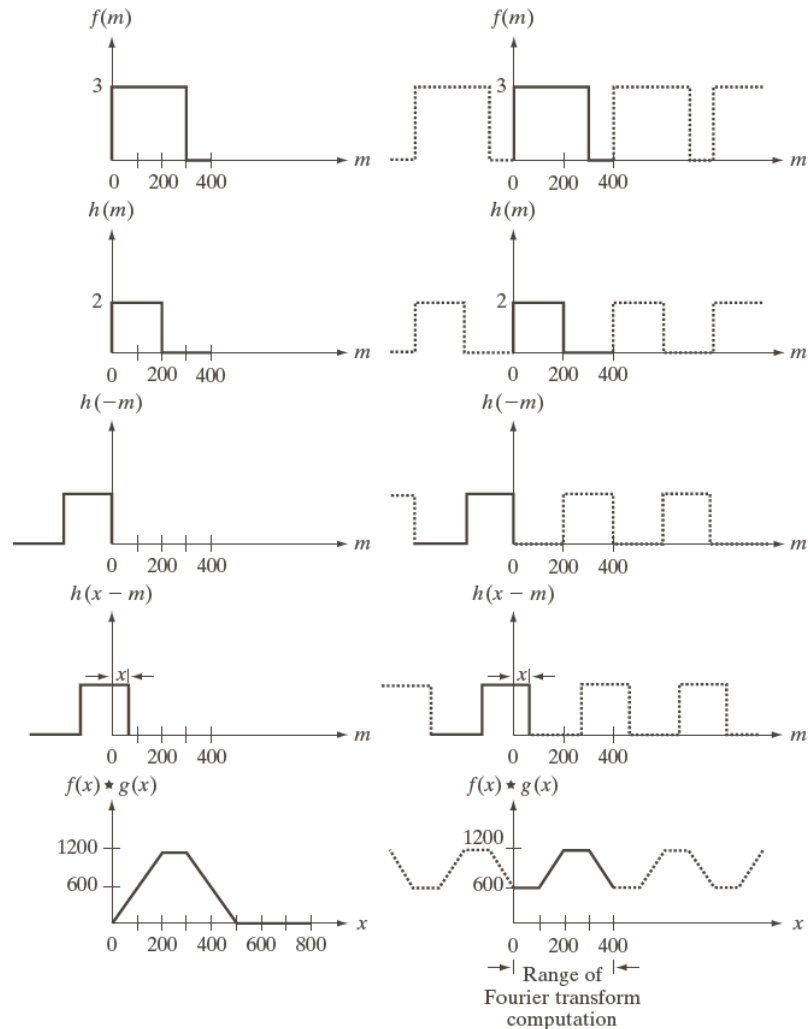 f(m) f(m)
3 3
m m
0 200 400 0 200 400
h(m) h(m)
2 2
m m
0 200 400 0 200 400
h(−m) h(−m)
m m
0 200 400 0 200 400
h(x − m) h(x − m)
x x
m m
0 200 400 0 200 400
f(x) ★ g(x) f(x) ★ g(x)
1200 1200
600 600
x x
0 200 400 600 800 0 200 400
Range of
Fourier transform
computation